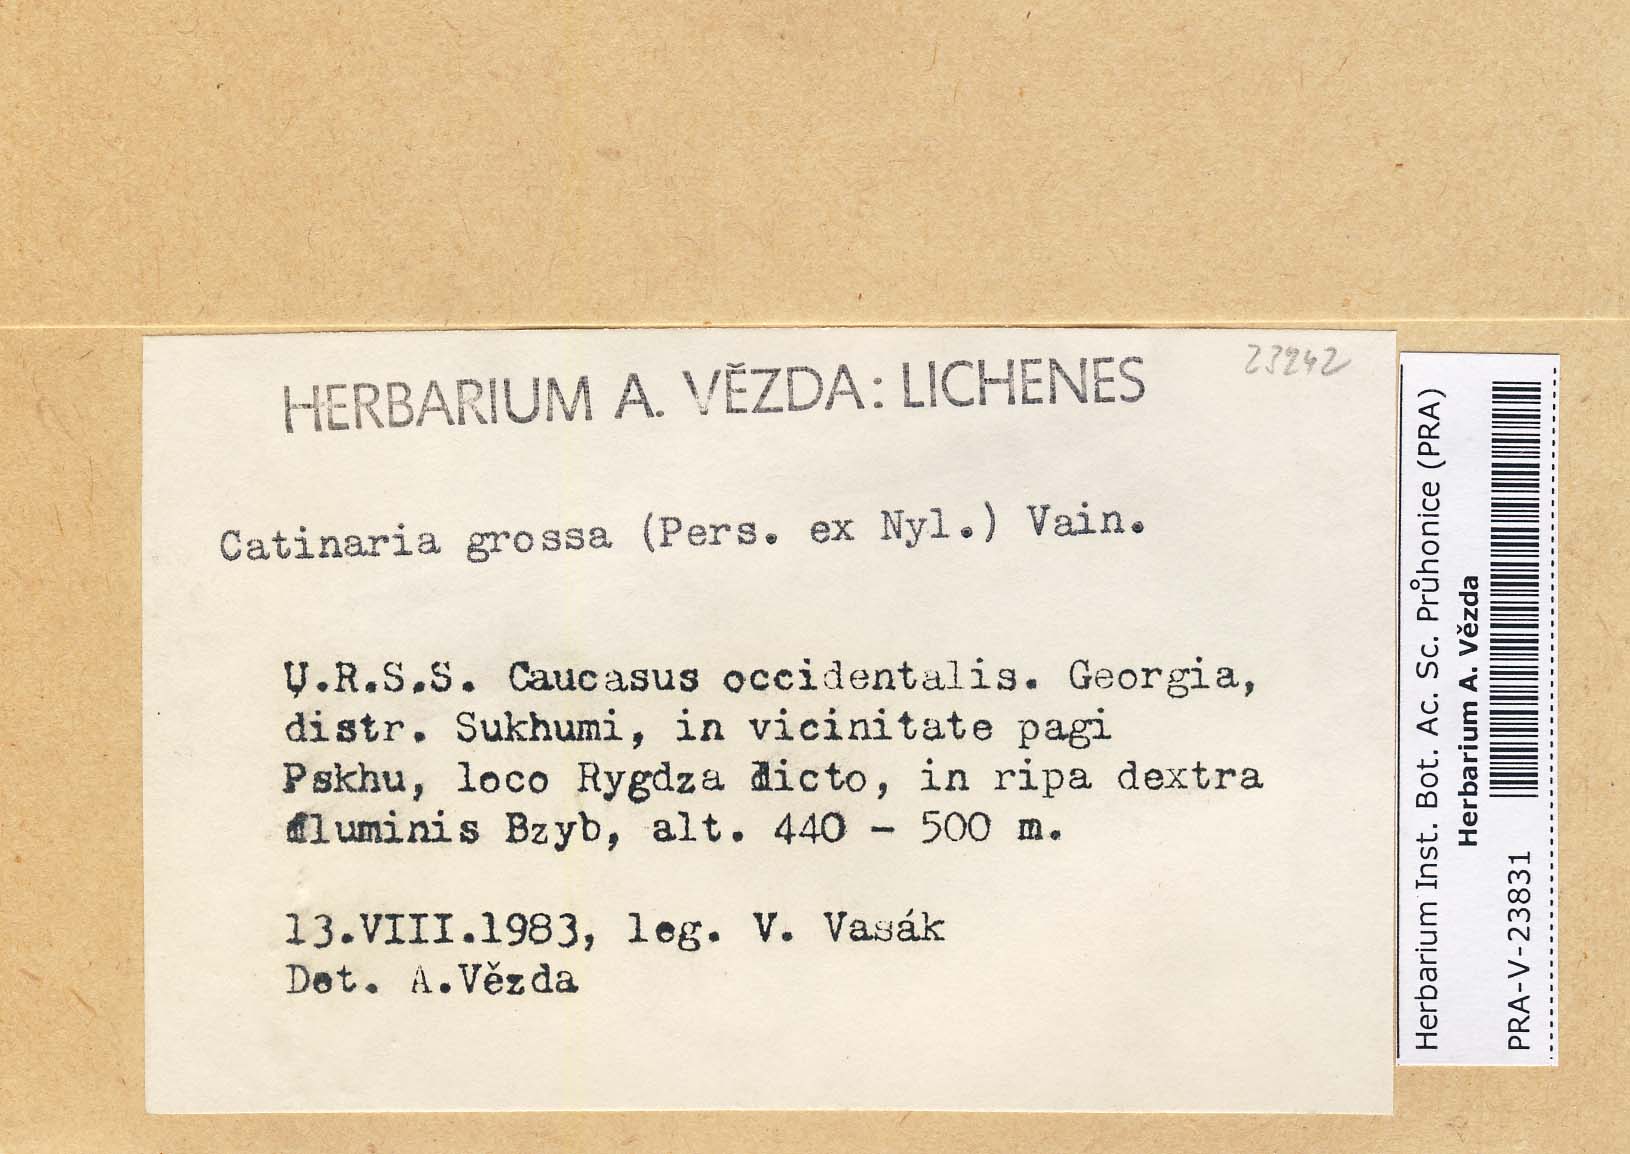 23242
HERBARIUM A. VĚZDA: LICHENES
Catinaria grossa (Pers. ex Nyl.) Vain.
U.R.S.S. Caucasus occidentalis. Georgia,
distr. Sukhumi, in vicinitate pagi
Pskhu, loco Rygdza dicto, in ripa dextra
fluminis Bzyb, alt. 440 - 500 m.
13.VIII.1983, leg. V. Vasák
Det. A.Vězda
Herbarium Inst. Bot. Ac. Sc. Průhonice (PRA)
Herbarium A. Vězda
PRA-V-23831